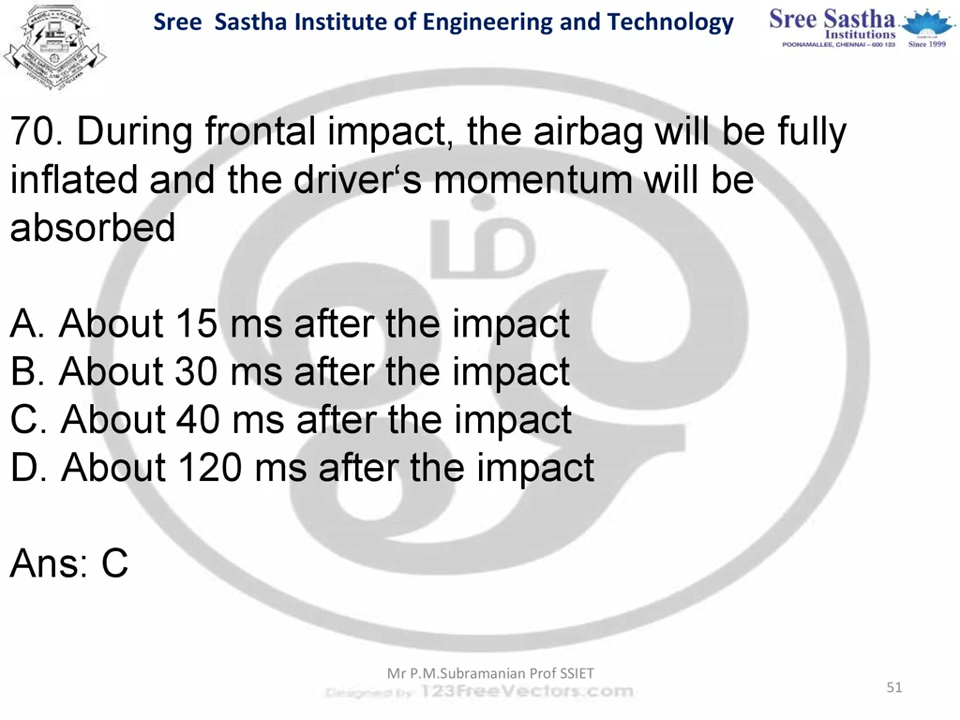 Sree Sastha Institute of Engineering and Technology
Sree Sastha
Institutions
POONAMALLEE, CHENNAI – 600 123
Since 1999
70. During frontal impact, the airbag will be fully
inflated and the driver‘s momentum will be
absorbed
A. About 15 ms after the impact
B. About 30 ms after the impact
C. About 40 ms after the impact
D. About 120 ms after the impact
Ans: C
Mr P.M.Subramanian Prof SSIET
Designed by 123FreeVectors.com
51